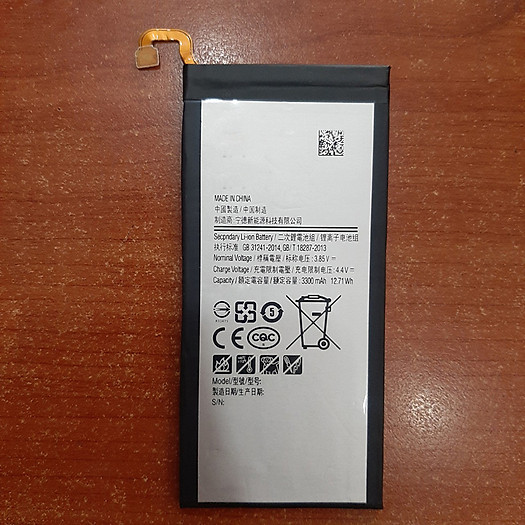 MADE IN CHINA
中國製造 / 中国制造
制造商: 宁德新能源科技有限公司
Secpndary Li-ion Battery / 二次鋰電池組 / 锂离子电池组
执行标准: GB 31241-2014, GB/T 18287-2013
Nominal Voltage / 標稱電壓 / 标称电压: 3.85 V ⎓
Charge Voltage / 充電限制電壓 / 充电限制电压: 4.4 V ⎓
Capacity / 額定電容量 / 额定容量: 3300 mAh 12.71 Wh
5
CE CQC
Model/型號/型号:
製造日期/生产日期:
S/N: